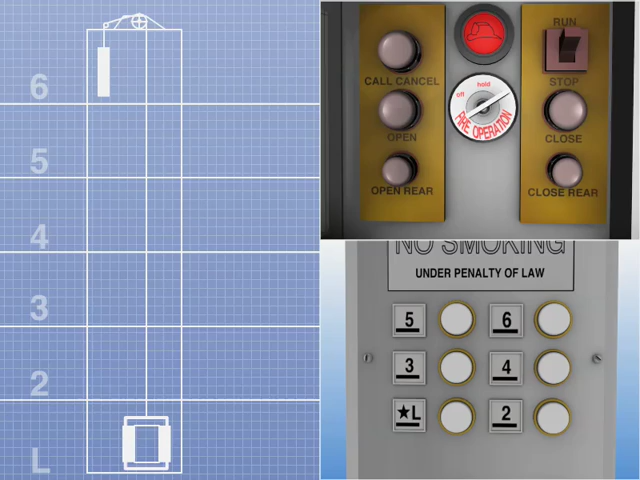 6
5
4
3
2
L
RUN
CALL CANCEL
STOP
hold
off
FIRE OPERATION
OPEN
CLOSE
OPEN REAR
CLOSE REAR
NO SMOKING
UNDER PENALTY OF LAW
5
6
3
4
★L
2